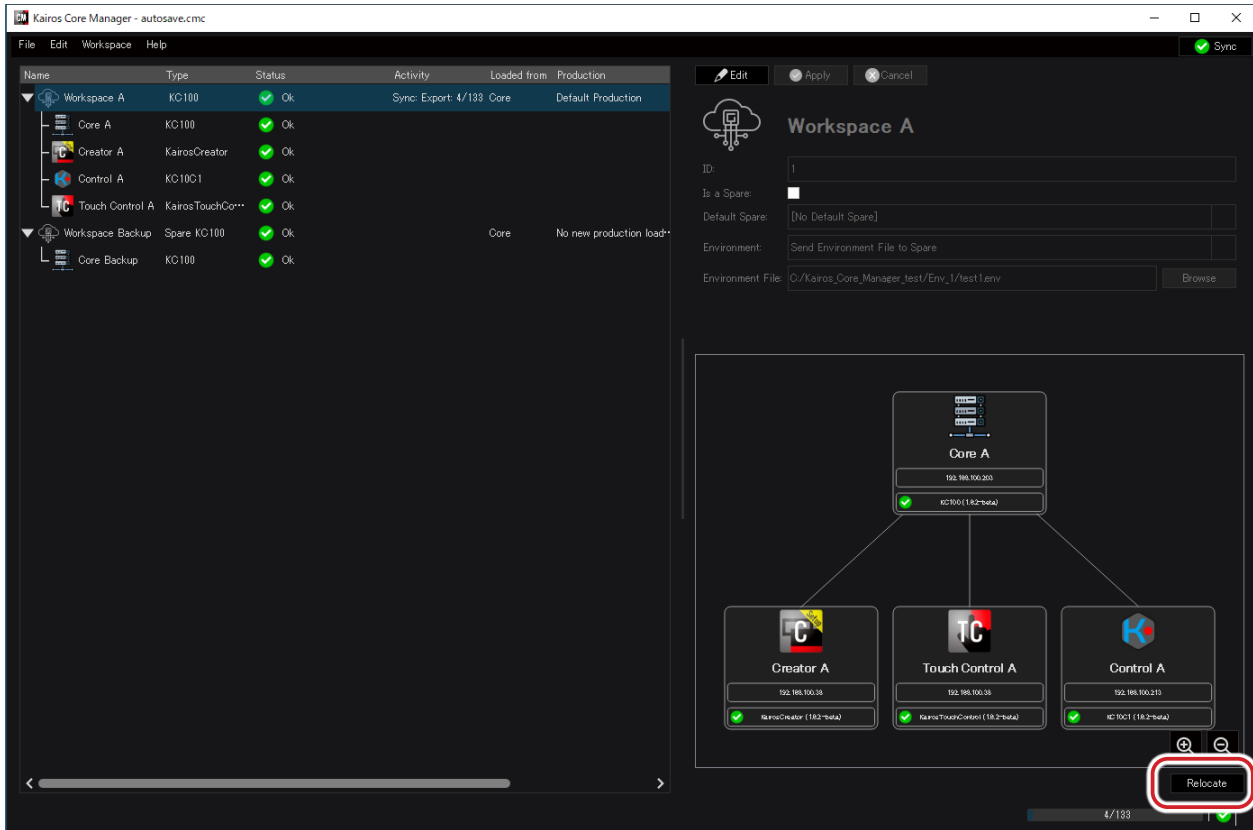 Kairos Core Manager - autosave.cmc
File Edit Workspace Help
Sync
Name Type Status Activity Loaded from Production
Workspace A KC100 Ok Sync: Export: 4/133 Core Default Production
Core A KC100 Ok
Creator A KairosCreator Ok
Control A KC10C1 Ok
Touch Control A KairosTouchCo··· Ok
Workspace Backup Spare KC100 Ok Core No new production load··
Core Backup KC100 Ok
Edit Apply Cancel
Workspace A
ID: 1
Is a Spare:
Default Spare: [No Default Spare]
Environment: Send Environment File to Spare
Environment File: C:/Kairos_Core_Manager_test/Env_1/test1.env Browse
Core A
192.168.100.203
KC100 (1.8.2-beta)
Creator A
192.168.100.38
KairosCreator (1.8.2-beta)
Touch Control A
192.168.100.38
KairosTouchControl (1.8.2-beta)
Control A
192.168.100.213
KC10C1 (1.8.2-beta)
Relocate
4/133